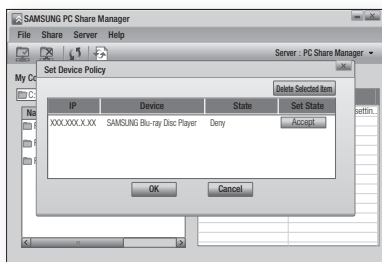 SAMSUNG PC Share Manager
File Share Server Help
Server : PC Share Manager
Set Device Policy
My Co
Delete Selected Item
C:
IP Device State Set State
Na
settin..
XXX.XXX.X.XX SAMSUNG Blu-ray Disc Player Deny Accept
F
F
F
OK Cancel